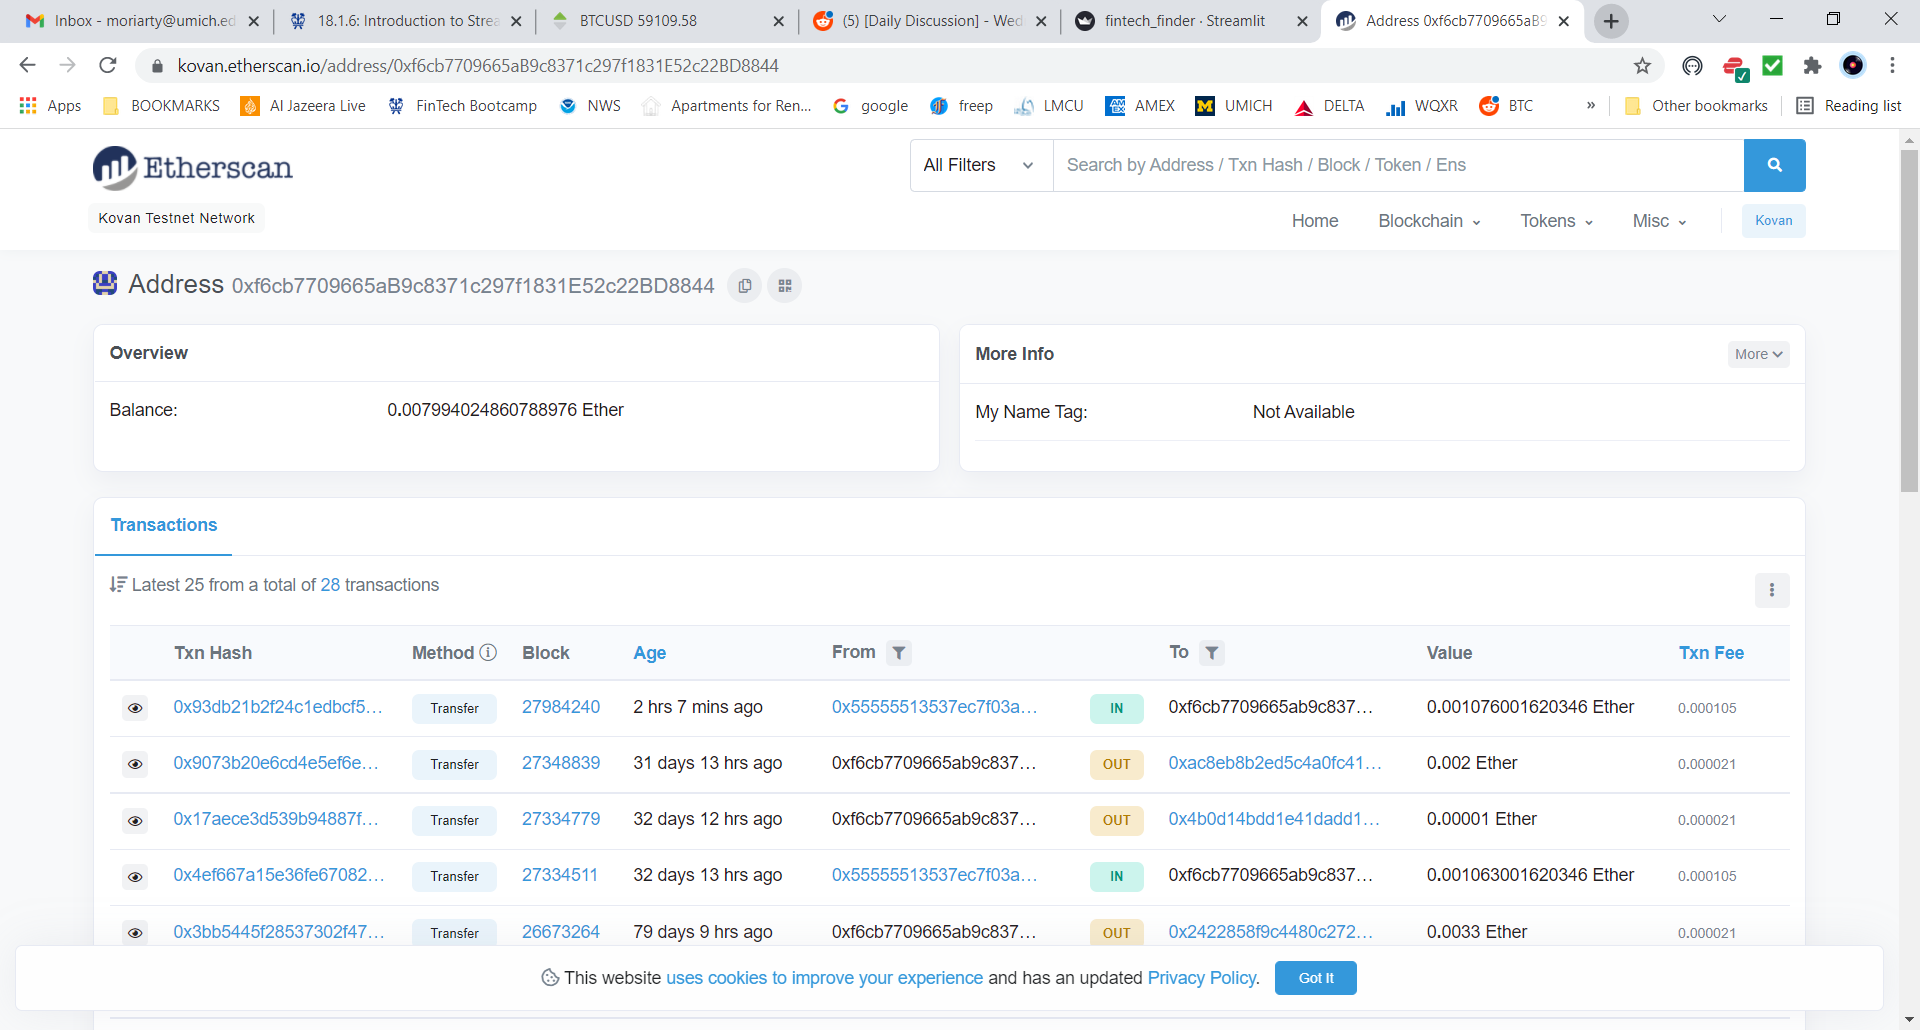 Inbox - moriarty@umich.ed
18.1.6: Introduction to Strea
BTCUSD 59109.58
(5) [Daily Discussion] - Wed
fintech_finder · Streamlit
Address 0xf6cb7709665aB9
kovan.etherscan.io/address/0xf6cb7709665aB9c8371c297f1831E52c22BD8844
Apps BOOKMARKS Al Jazeera Live FinTech Bootcamp NWS Apartments for Ren... google freep LMCU AMEX UMICH DELTA WQXR BTC » Other bookmarks Reading list
Etherscan
All Filters
Search by Address / Txn Hash / Block / Token / Ens
Kovan Testnet Network
Home Blockchain Tokens Misc Kovan
Address 0xf6cb7709665aB9c8371c297f1831E52c22BD8844
Overview
Balance: 0.007994024860788976 Ether
More Info
More
My Name Tag: Not Available
Transactions
Latest 25 from a total of 28 transactions
Txn Hash Method Block Age From To Value Txn Fee
0x93db21b2f24c1edbcf5... Transfer 27984240 2 hrs 7 mins ago 0x55555513537ec7f03a... IN 0xf6cb7709665ab9c837... 0.001076001620346 Ether 0.000105
0x9073b20e6cd4e5ef6e... Transfer 27348839 31 days 13 hrs ago 0xf6cb7709665ab9c837... OUT 0xac8eb8b2ed5c4a0fc41... 0.002 Ether 0.000021
0x17aece3d539b94887f... Transfer 27334779 32 days 12 hrs ago 0xf6cb7709665ab9c837... OUT 0x4b0d14bdd1e41dadd1... 0.00001 Ether 0.000021
0x4ef667a15e36fe67082... Transfer 27334511 32 days 13 hrs ago 0x55555513537ec7f03a... IN 0xf6cb7709665ab9c837... 0.001063001620346 Ether 0.000105
0x3bb5445f28537302f47... Transfer 26673264 79 days 9 hrs ago 0xf6cb7709665ab9c837... OUT 0x2422858f9c4480c272... 0.0033 Ether 0.000021
This website uses cookies to improve your experience and has an updated Privacy Policy. Got It